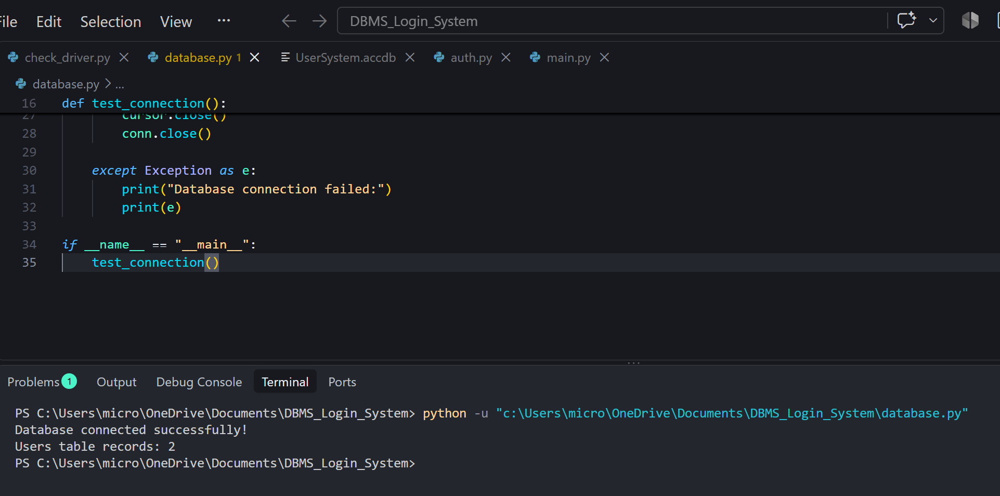 File Edit Selection View ··· ← → DBMS_Login_System
check_driver.py database.py 1 UserSystem.accdb auth.py main.py
database.py > ...
16 def test_connection():
27 cursor.close()
28 conn.close()
29
30 except Exception as e:
31 print("Database connection failed:")
32 print(e)
33
34 if __name__ == "__main__":
35 test_connection()
Problems 1 Output Debug Console Terminal Ports
PS C:\Users\micro\OneDrive\Documents\DBMS_Login_System> python -u "c:\Users\micro\OneDrive\Documents\DBMS_Login_System\database.py"
Database connected successfully!
Users table records: 2
PS C:\Users\micro\OneDrive\Documents\DBMS_Login_System>